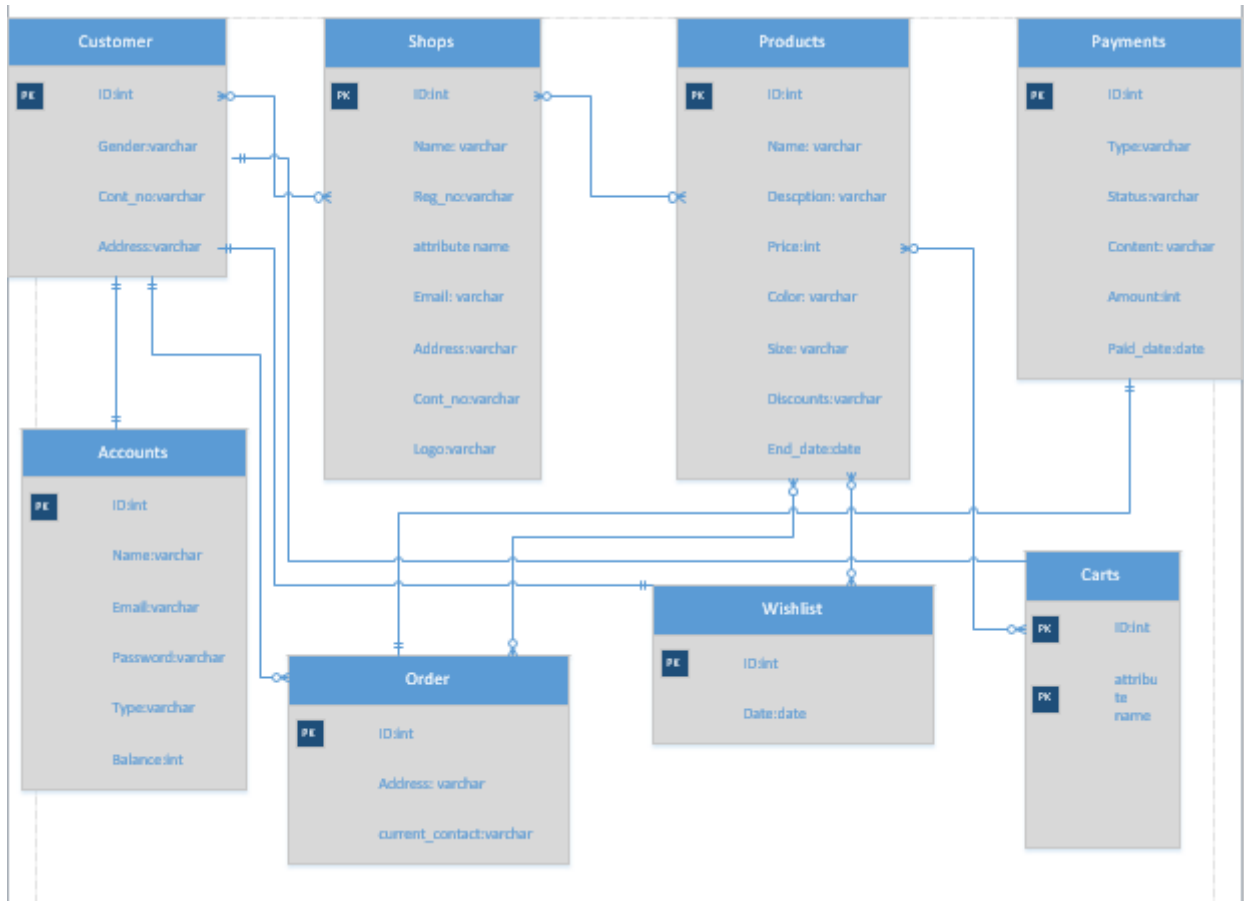 Customer
PK
ID:int
Gender:varchar
Cont_no:varchar
Address:varchar
Shops
PK
ID:int
Name: varchar
Reg_no:varchar
attribute name
Email: varchar
Address:varchar
Cont_no:varchar
Logo:varchar
Products
PK
ID:int
Name: varchar
Descption: varchar
Price:int
Color: varchar
Size: varchar
Discounts:varchar
End_date:date
Payments
PK
ID:int
Type:varchar
Status:varchar
Content: varchar
Amount:int
Paid_date:date
Accounts
PK
ID:int
Name:varchar
Email:varchar
Password:varchar
Type:varchar
Balance:int
Order
PK
ID:int
Address: varchar
current_contact:varchar
Wishlist
PK
ID:int
Date:date
Carts
PK
ID:int
PK
attribu
te
name